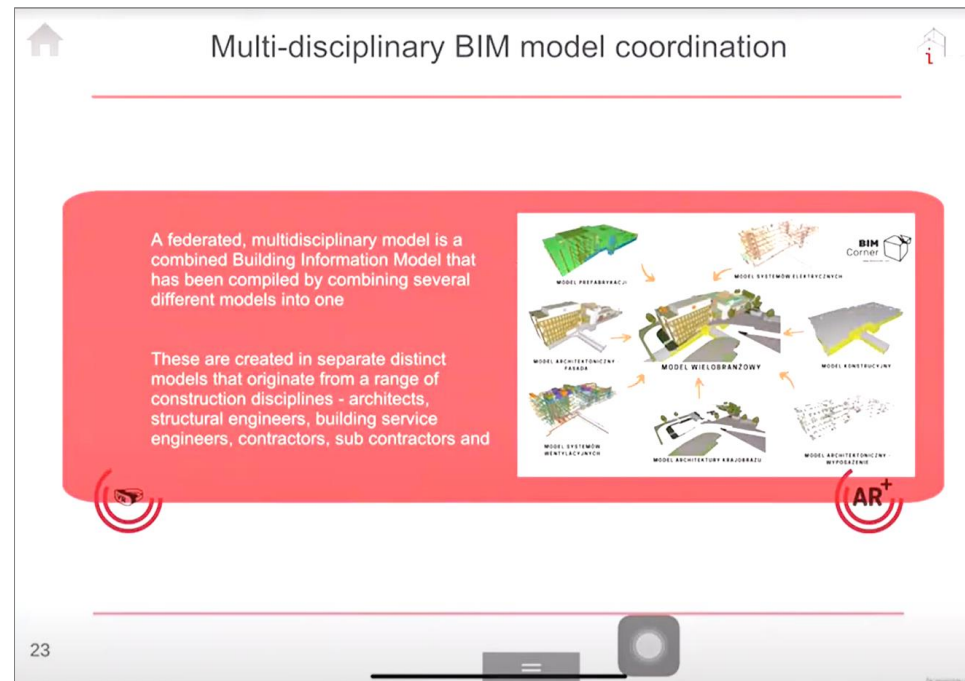 Multi-disciplinary BIM model coordination
i
A federated, multidisciplinary model is a
combined Building Information Model that
has been compiled by combining several
different models into one
These are created in separate distinct
models that originate from a range of
construction disciplines - architects,
structural engineers, building service
engineers, contractors, sub contractors and
BIM
Corner
MODEL PREFABRYKACJI
MODEL SYSTEMÓW ELEKTRYCZNYCH
MODEL ARCHITEKTONICZNY -
FASADA
MODEL WIELOBRANŻOWY
MODEL KONSTRUCYJNY
MODEL SYSTEMÓW
WENTYLACYJNYCH
MODEL ARCHITEKTURY KRAJOBRAZU
MODEL ARCHITEKTONICZNY -
WYPOSAŻENIE
VR
AR+
23